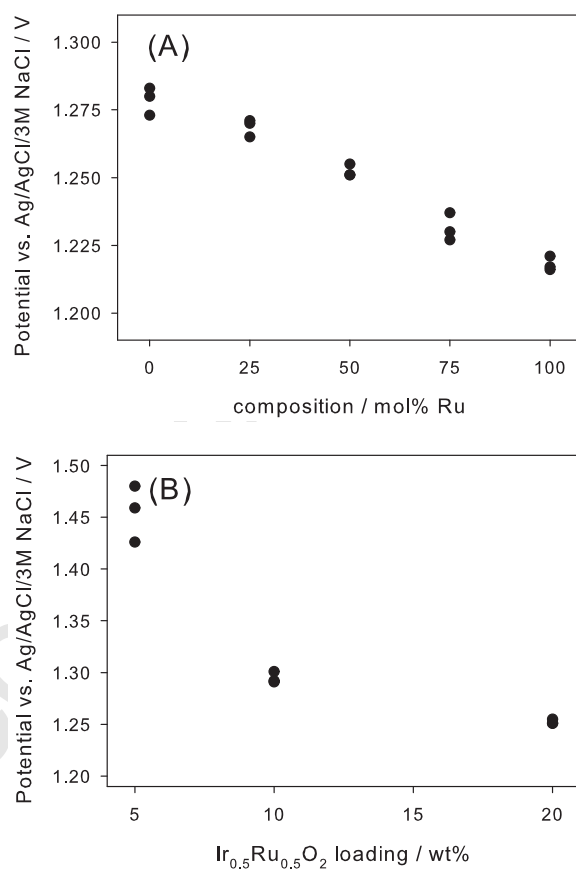 (A)
Potential vs. Ag/AgCl/3M NaCl / V
1.300
1.275
1.250
1.225
1.200
0 25 50 75 100
composition / mol% Ru
(B)
Potential vs. Ag/AgCl/3M NaCl / V
1.50
1.45
1.40
1.35
1.30
1.25
1.20
5 10 15 20
Ir0.5Ru0.5O2 loading / wt%